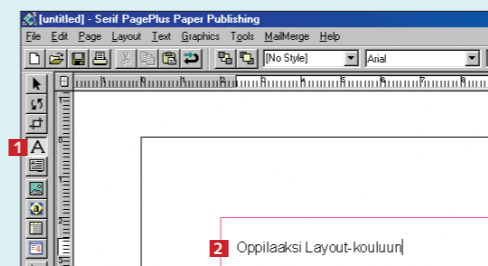 [untitled] - Serif PagePlus Paper Publishing
File Edit Page Layout Text Graphics Tools MailMerge Help
[No Style] Arial
1 A
2 Oppilaaksi Layout-kouluun